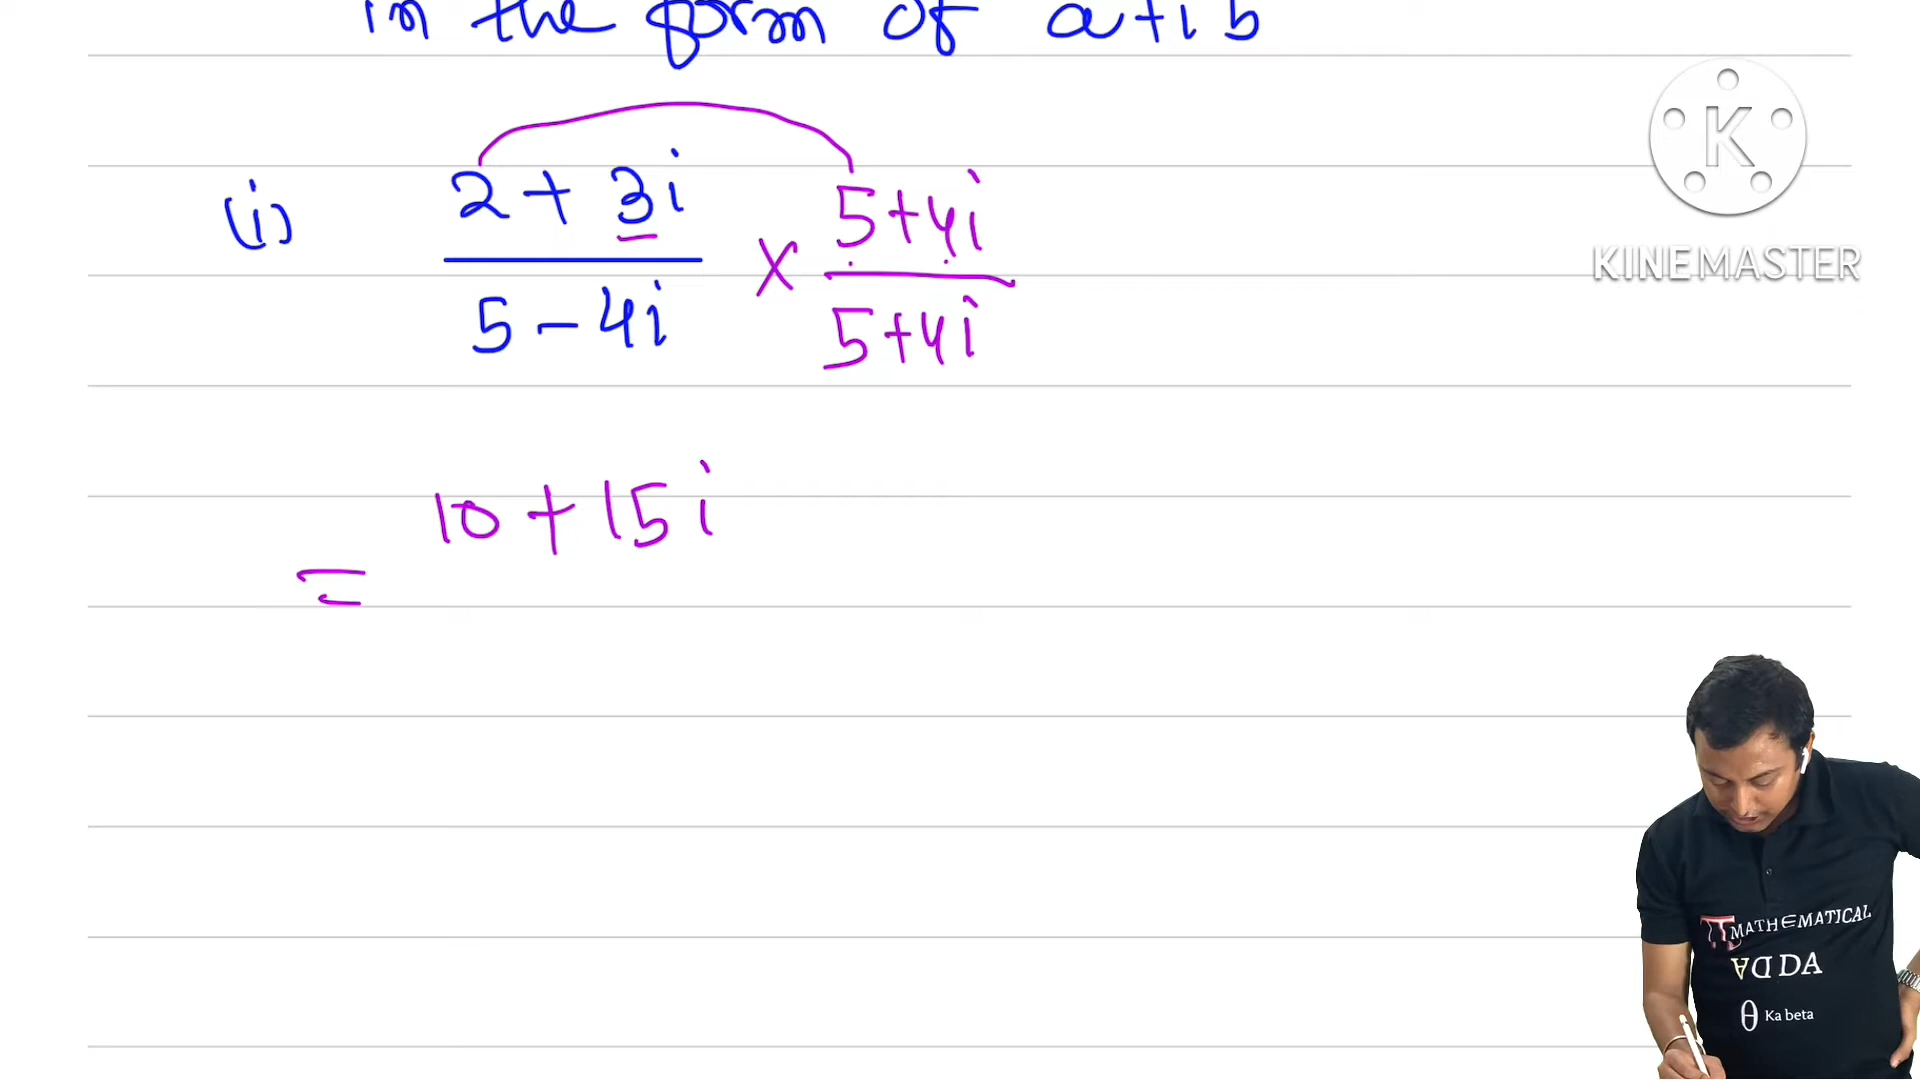 in the form of a+ib
(i) 2 + 3i / 5 - 4i × 5+4i / 5+4i
= 10 + 15i
K
KINEMASTER
MATHEMATICAL
ADDA
θ Ka beta